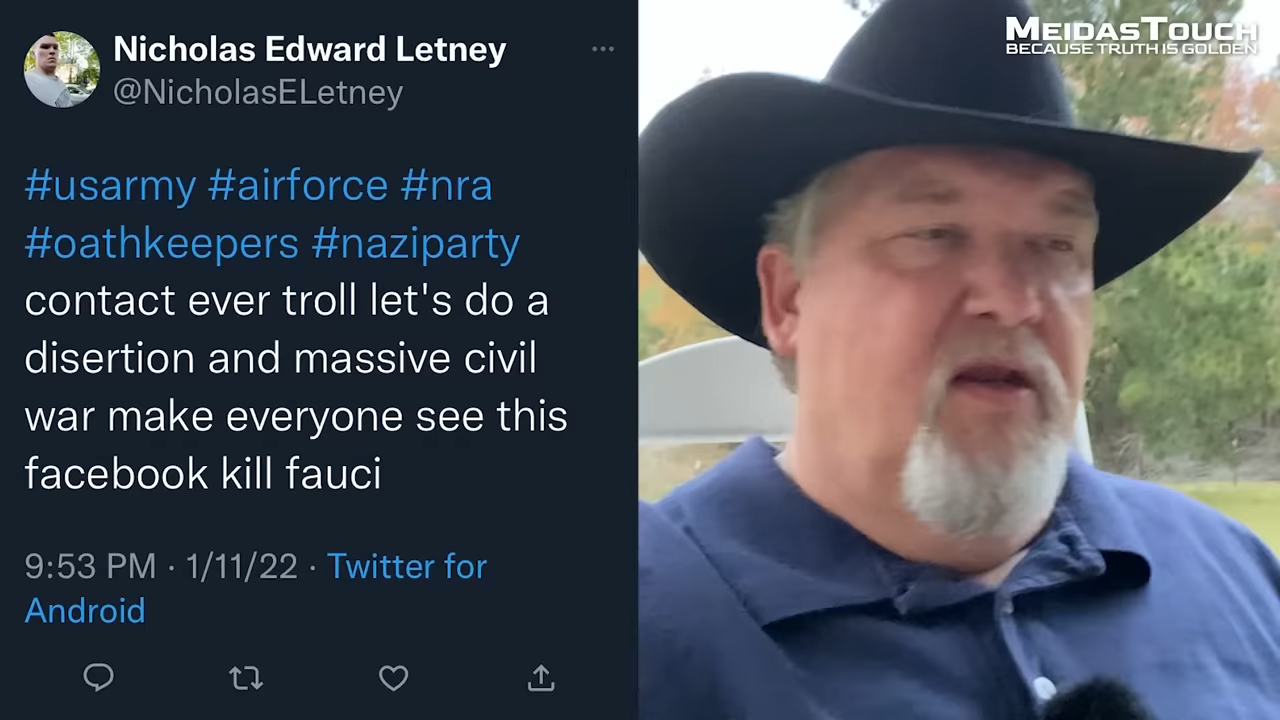 Nicholas Edward Letney
@NicholasELetney
#usarmy #airforce #nra
#oathkeepers #naziparty
contact ever troll let's do a
disertion and massive civil
war make everyone see this
facebook kill fauci
9:53 PM · 1/11/22 · Twitter for
Android
MEIDASTOUCH
BECAUSE TRUTH IS GOLDEN